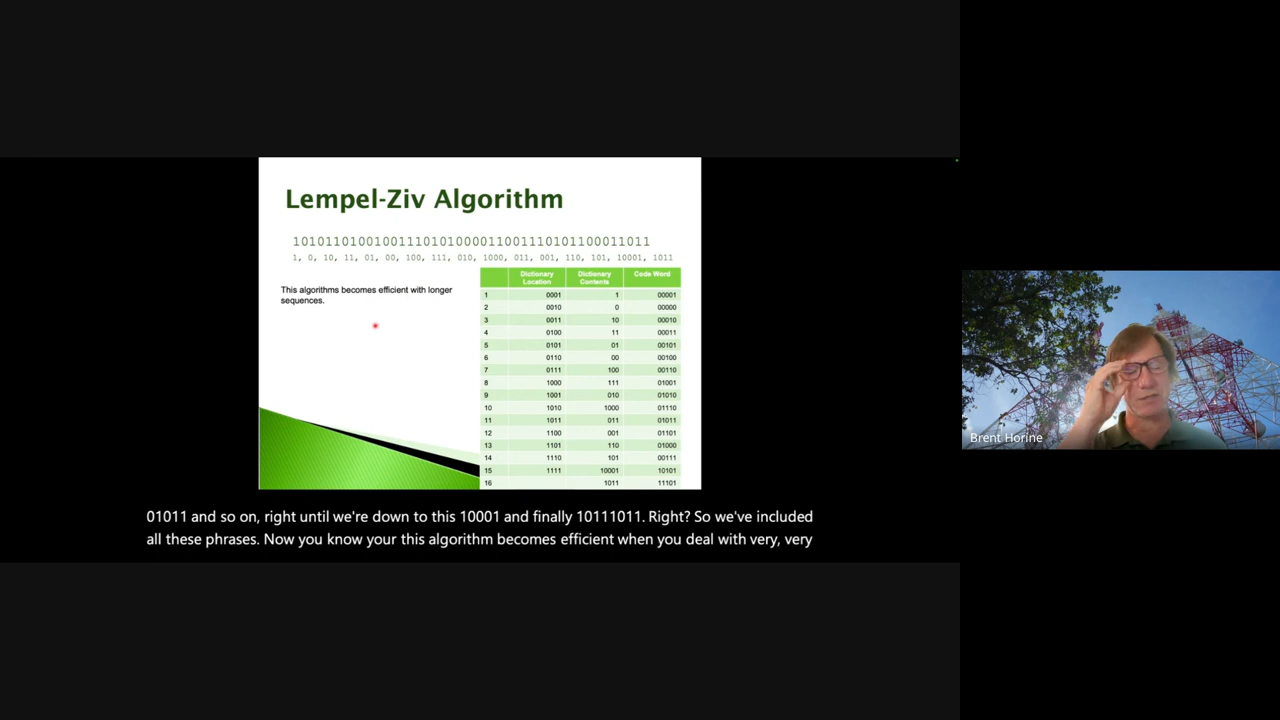 Lempel-Ziv Algorithm
10101101001001110101000011001110101100011011
1, 0, 10, 11, 01, 00, 100, 111, 010, 1000, 011, 001, 110, 101, 10001, 1011
This algorithms becomes efficient with longer
sequences.
Dictionary Location Dictionary Contents Code Word
1 0001 1 00001
2 0010 0 00000
3 0011 10 00010
4 0100 11 00011
5 0101 01 00101
6 0110 00 00100
7 0111 100 00110
8 1000 111 01001
9 1001 010 01010
10 1010 1000 01110
11 1011 011 01011
12 1100 001 01101
13 1101 110 01000
14 1110 101 00111
15 1111 10001 10101
16 1011 11101
Brent Horine
01011 and so on, right until we're down to this 10001 and finally 10111011. Right? So we've included
all these phrases. Now you know your this algorithm becomes efficient when you deal with very, very